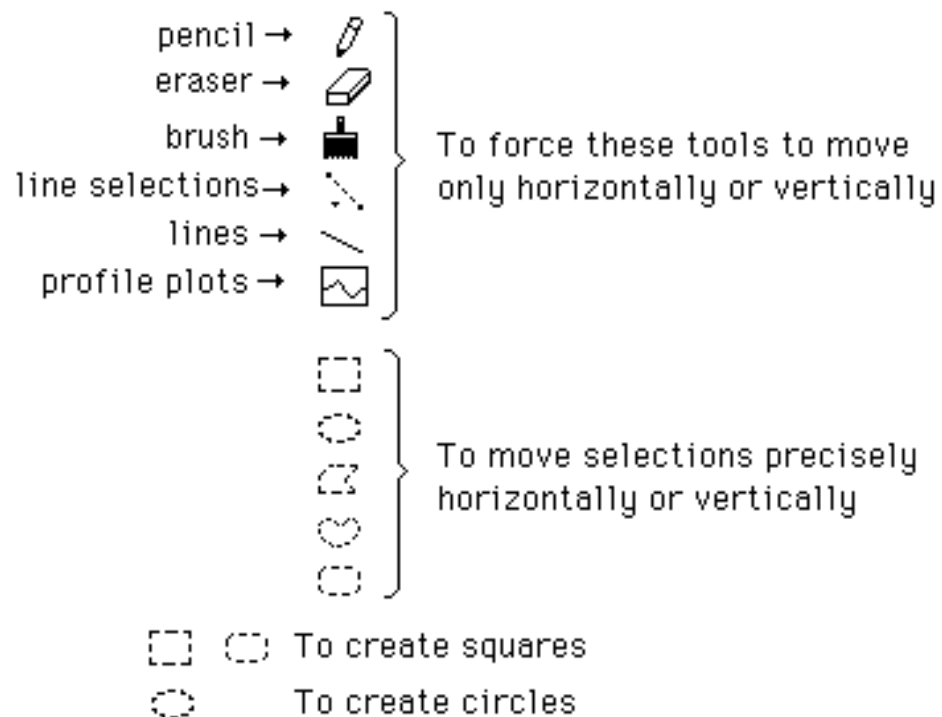 pencil →
eraser →
brush →
line selections→
lines →
profile plots →
To force these tools to move
only horizontally or vertically
To move selections precisely
horizontally or vertically
To create squares
To create circles